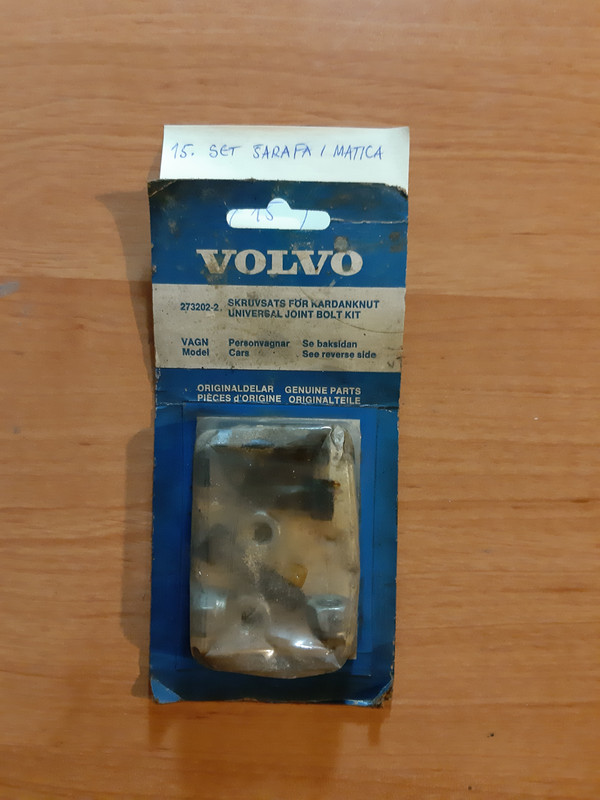 15. SET ŠARAFA I MATICA
15
VOLVO
273202-2. SKRUVSATS FÖR KARDANKNUT
UNIVERSAL JOINT BOLT KIT
VAGN Personvagnar Se baksidan
Model Cars See reverse side
ORIGINALDELAR GENUINE PARTS
PIÈCES d'ORIGINE ORIGINALTEILE